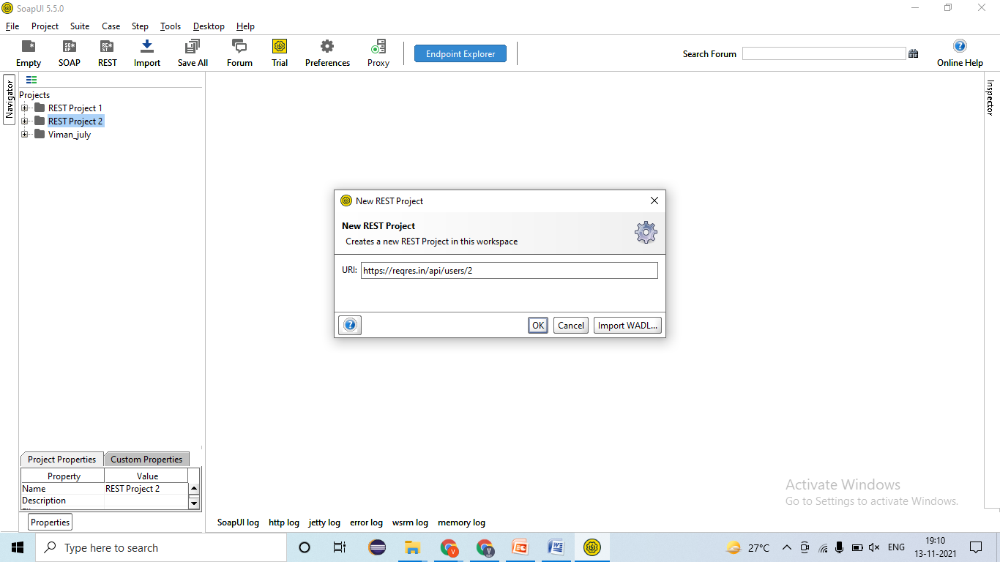 SoapUI 5.5.0
File Project Suite Case Step Tools Desktop Help
Empty SOAP REST Import Save All Forum Trial Preferences Proxy Endpoint Explorer Search Forum Online Help
Navigator
Inspector
Projects
REST Project 1
REST Project 2
Viman_july
New REST Project
New REST Project
Creates a new REST Project in this workspace
URI: https://reqres.in/api/users/2
OK Cancel Import WADL...
Project Properties Custom Properties
Property Value
Name REST Project 2
Description
Properties
Activate Windows
Go to Settings to activate Windows.
SoapUI log http log jetty log error log wsrm log memory log
Type here to search
27°C ENG 19:10
13-11-2021